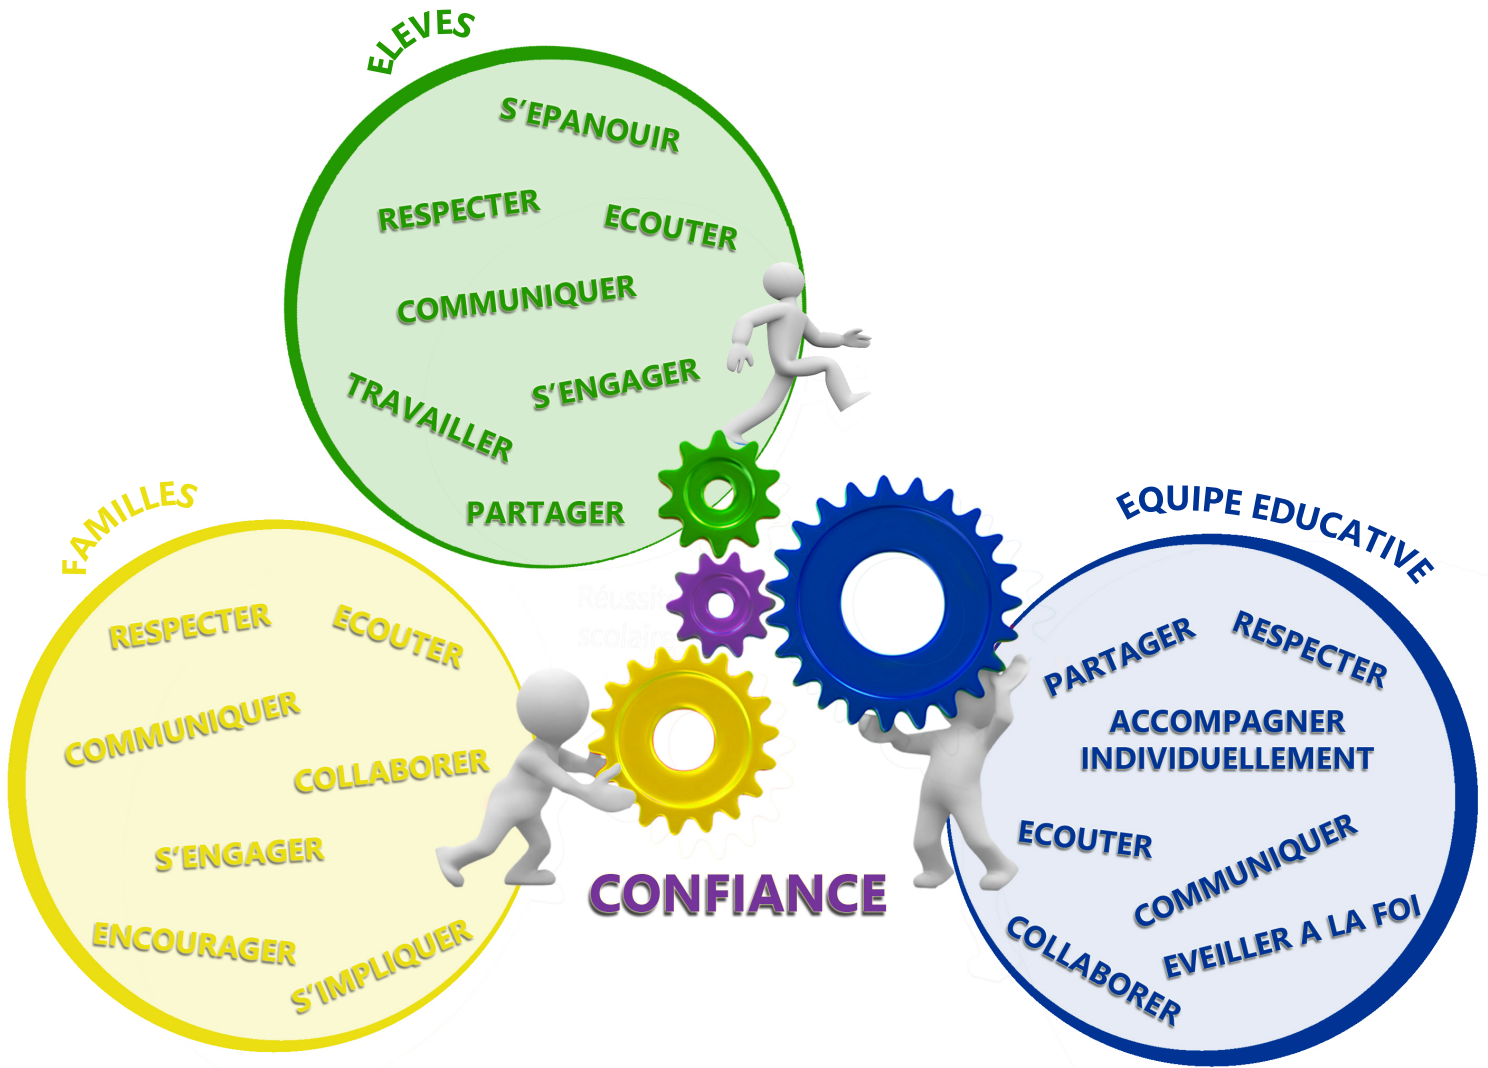 ELEVES
S'EPANOUIR
RESPECTER
ECOUTER
COMMUNIQUER
S'ENGAGER
TRAVAILLER
PARTAGER
FAMILLES
RESPECTER
ECOUTER
COMMUNIQUER
COLLABORER
S'ENGAGER
ENCOURAGER
S'IMPLIQUER
CONFIANCE
EQUIPE EDUCATIVE
PARTAGER
RESPECTER
ACCOMPAGNER
INDIVIDUELLEMENT
ECOUTER
COMMUNIQUER
EVEILLER A LA FOI
COLLABORER